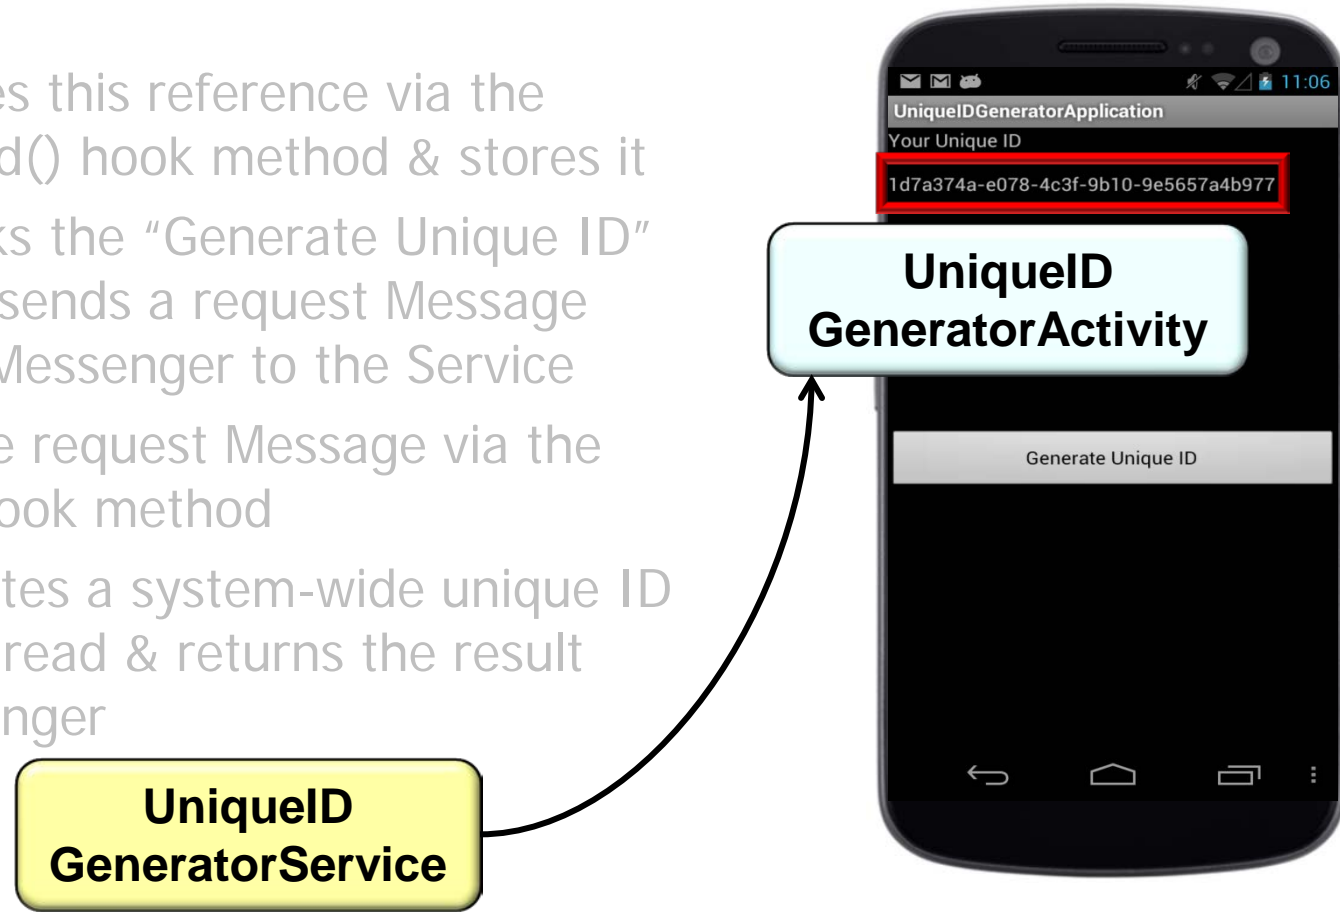 es this reference via the
d() hook method & stores it
ks the “Generate Unique ID”
sends a request Message
Messenger to the Service
e request Message via the
ook method
tes a system-wide unique ID
read & returns the result
nger
UniqueID
GeneratorService
11:06
UniqueIDGeneratorApplication
Your Unique ID
1d7a374a-e078-4c3f-9b10-9e5657a4b977
UniqueID
GeneratorActivity
Generate Unique ID